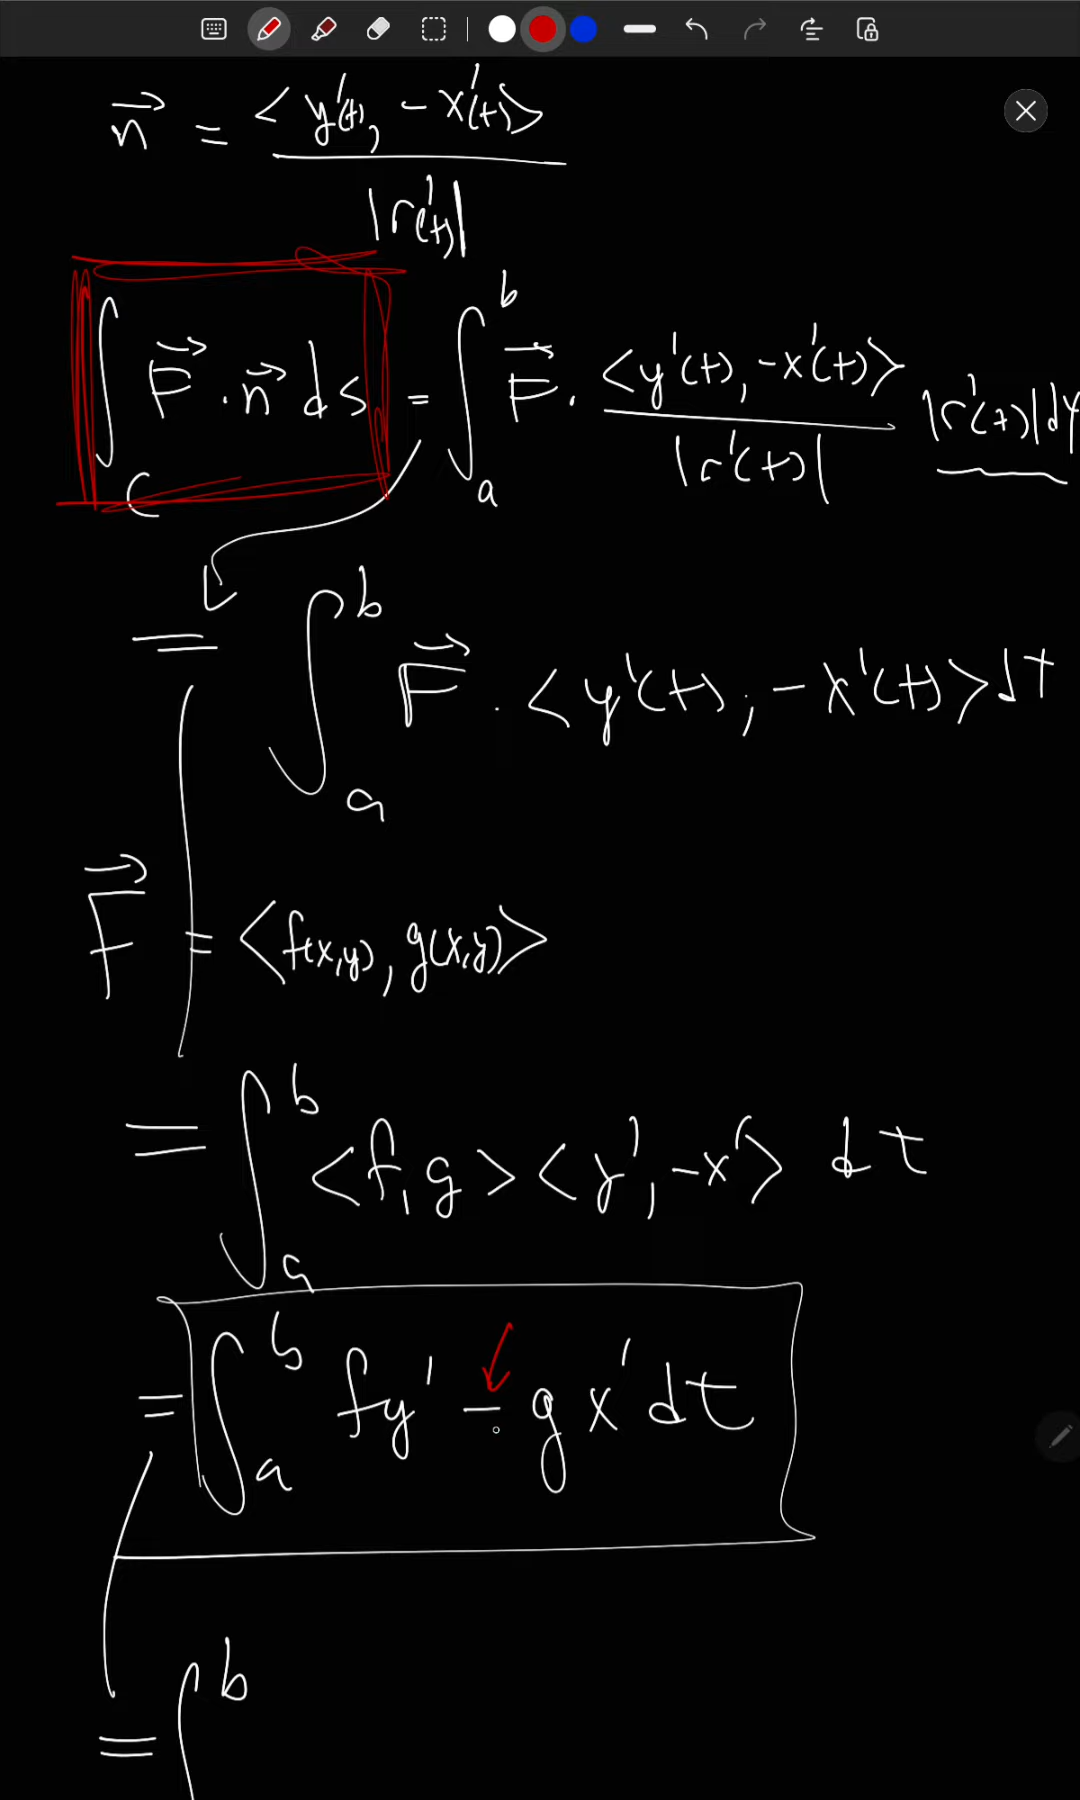 n⃗ = <y'(t), -x'(t)>
|r'(t)|
∫_C F⃗ · n⃗ ds = ∫_a^b F⃗ · <y'(t), -x'(t)> / |r'(t)| |r'(t)| dt
= ∫_a^b F⃗ · <y'(t), -x'(t)> dt
F⃗ = <f(x,y), g(x,y)>
= ∫_a^b <f, g> <y', -x'> dt
= ∫_a^b fy' - gx' dt
= ∫^b